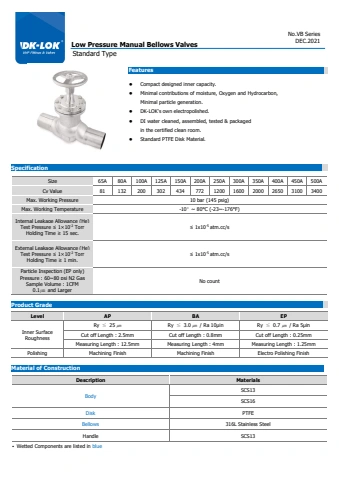 No.VB Series
DEC.2021
DK-LOK
Low Pressure Manual Bellows Valves
Standard Type
Features
● Compact designed inner capacity.
● Minimal contributions of moisture, Oxygen and Hydrocarbon,
Minimal particle generation.
● DK-LOK's own electropolished.
● DI water cleaned, assembled, tested & packaged
in the certified clean room.
● Standard PTFE Disk Material.
Specification
Size 65A 80A 100A 125A 150A 200A 250A 300A 350A 400A 450A 500A
Cv Value 81 132 200 302 434 772 1200 1600 2000 2650 3100 3400
Max. Working Pressure 10 bar (145 psig)
Max. Working Temperature -10° ~ 80℃ (-23~-176℉)
Internal Leakage Allowance (He)
Test Pressure ≤ 1×10⁻³ Torr
Holding Time ≥ 15 sec.
≤ 1x10⁻⁵ atm.cc/s
External Leakage Allowance (He)
Test Pressure ≤ 1×10⁻³ Torr
Holding Time ≥ 1 min.
≤ 1x10⁻⁹ atm.cc/s
Particle Inspection (EP only)
Pressure : 60~80 psi N2 Gas
Sample Volume : 1CFM
0.1㎛ and Larger
No count
Product Grade
Level AP BA EP
Inner Surface Roughness
Ry ≤ 25 ㎛ Ry ≤ 3.0 ㎛ / Ra 10μin Ry ≤ 0.7 ㎛ / Ra 5μin
Cut off Length : 2.5mm Cut off Length : 0.8mm Cut off Length : 0.25mm
Measuring Length : 12.5mm Measuring Length : 4mm Measuring Length : 1.25mm
Polishing Machining Finish Machining Finish Electro Polishing Finish
Material of Construction
Description Materials
Body SCS13
SCS16
Disk PTFE
Bellows 316L Stainless Steel
Handle SCS13
• Wetted Components are listed in blue